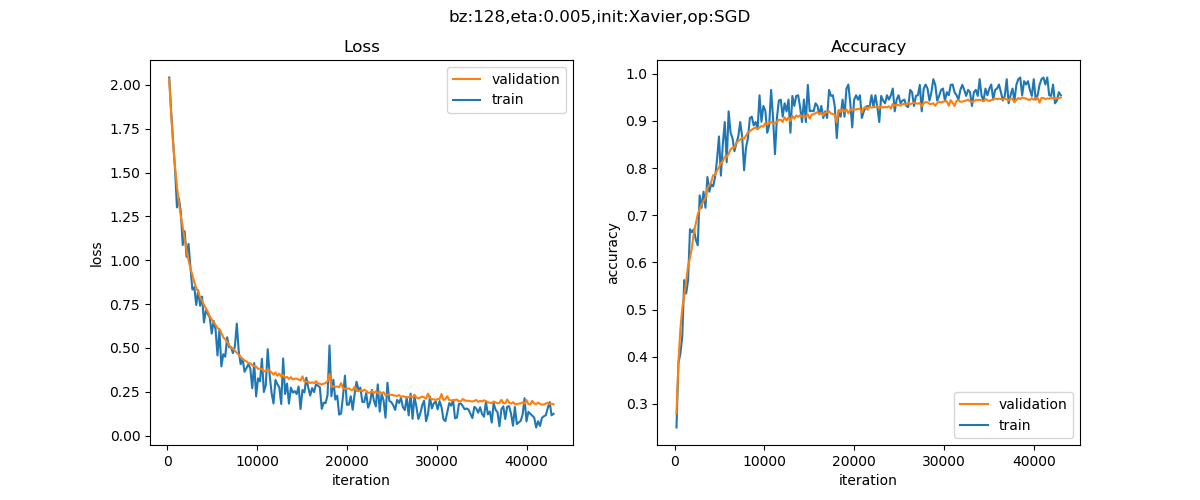 bz:128,eta:0.005,init:Xavier,op:SGD
Loss
2.00
1.75
1.50
1.25
1.00
0.75
0.50
0.25
0.00
loss
0
10000
20000
30000
40000
iteration
validation
train
Accuracy
1.0
0.9
0.8
0.7
0.6
0.5
0.4
0.3
accuracy
0
10000
20000
30000
40000
iteration
validation
train